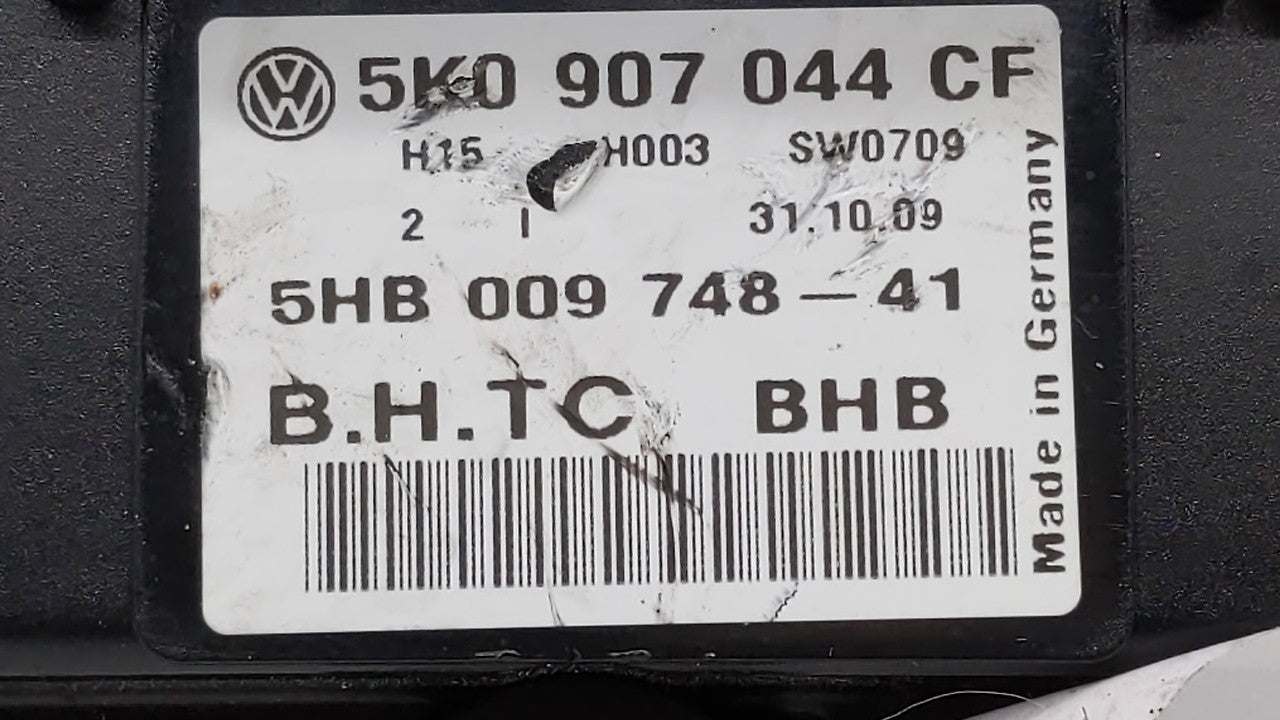 5K0 907 044 CF
H15 H003 SW0709
2 I 31.10.09
5HB 009 748-41
B.H.TC BHB
Made in Germany